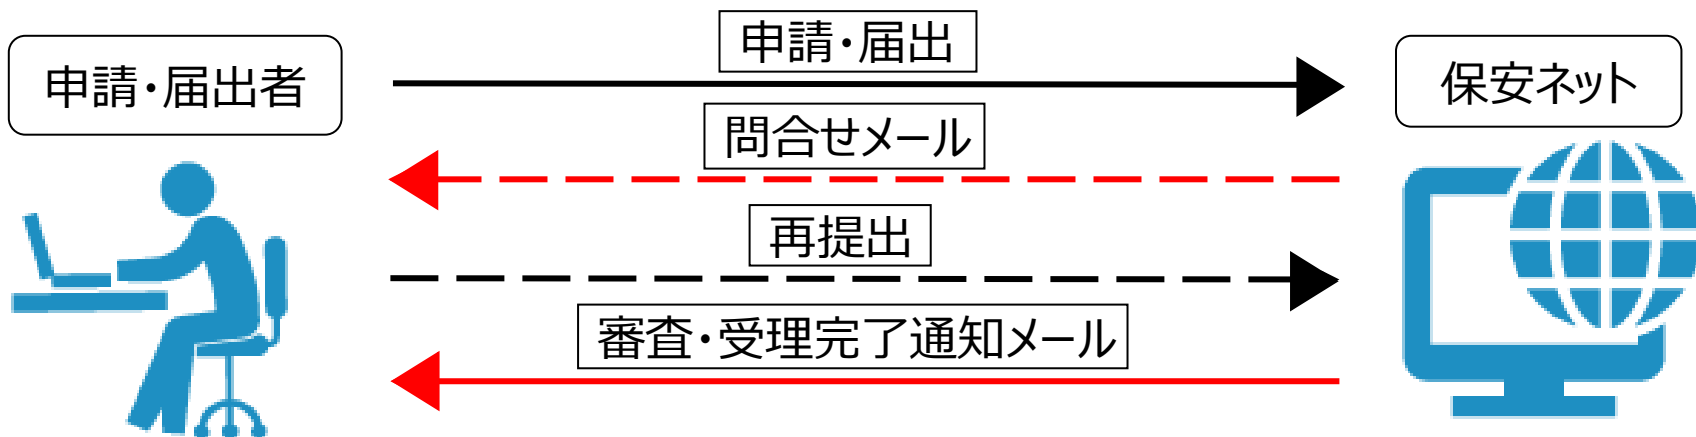 申請・届出
申請・届出者
保安ネット
問合せメール
再提出
審査・受理完了通知メール